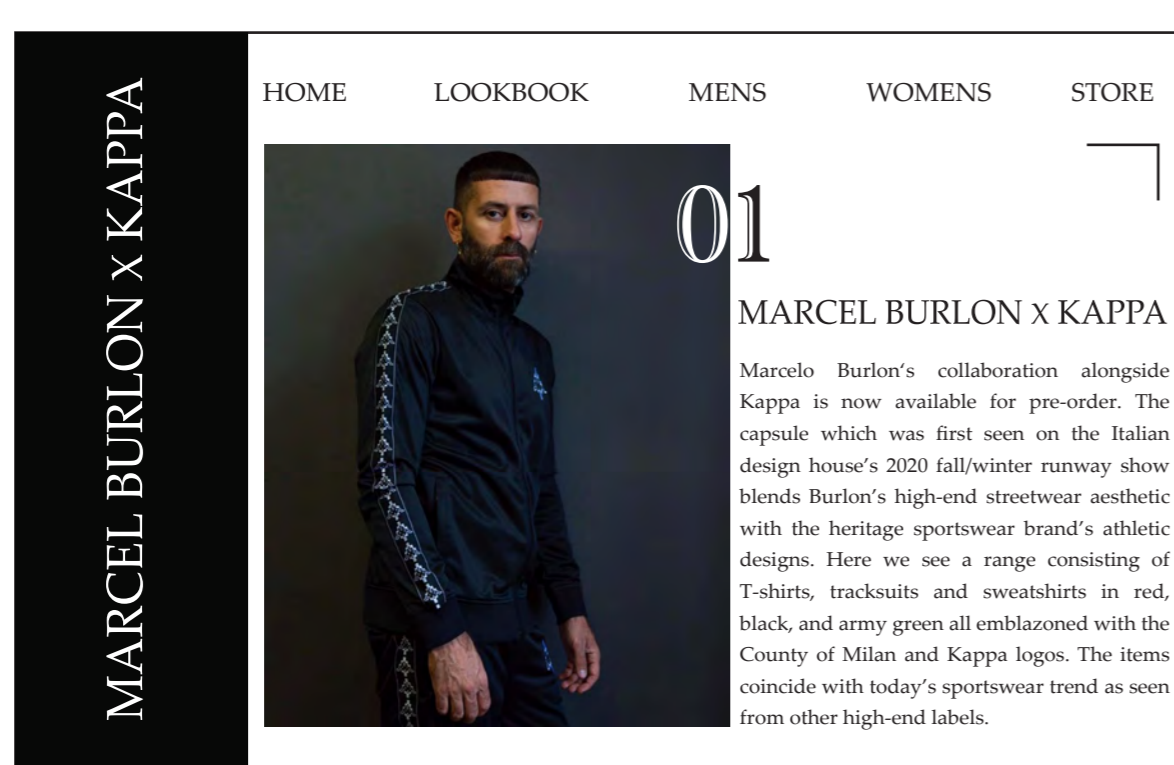 MARCEL BURLON X KAPPA
HOME LOOKBOOK MENS WOMENS STORE
01
MARCEL BURLON X KAPPA
Marcelo Burlon‘s collaboration alongside
Kappa is now available for pre-order. The
capsule which was first seen on the Italian
design house’s 2020 fall/winter runway show
blends Burlon’s high-end streetwear aesthetic
with the heritage sportswear brand’s athletic
designs. Here we see a range consisting of
T-shirts, tracksuits and sweatshirts in red,
black, and army green all emblazoned with the
County of Milan and Kappa logos. The items
coincide with today’s sportswear trend as seen
from other high-end labels.